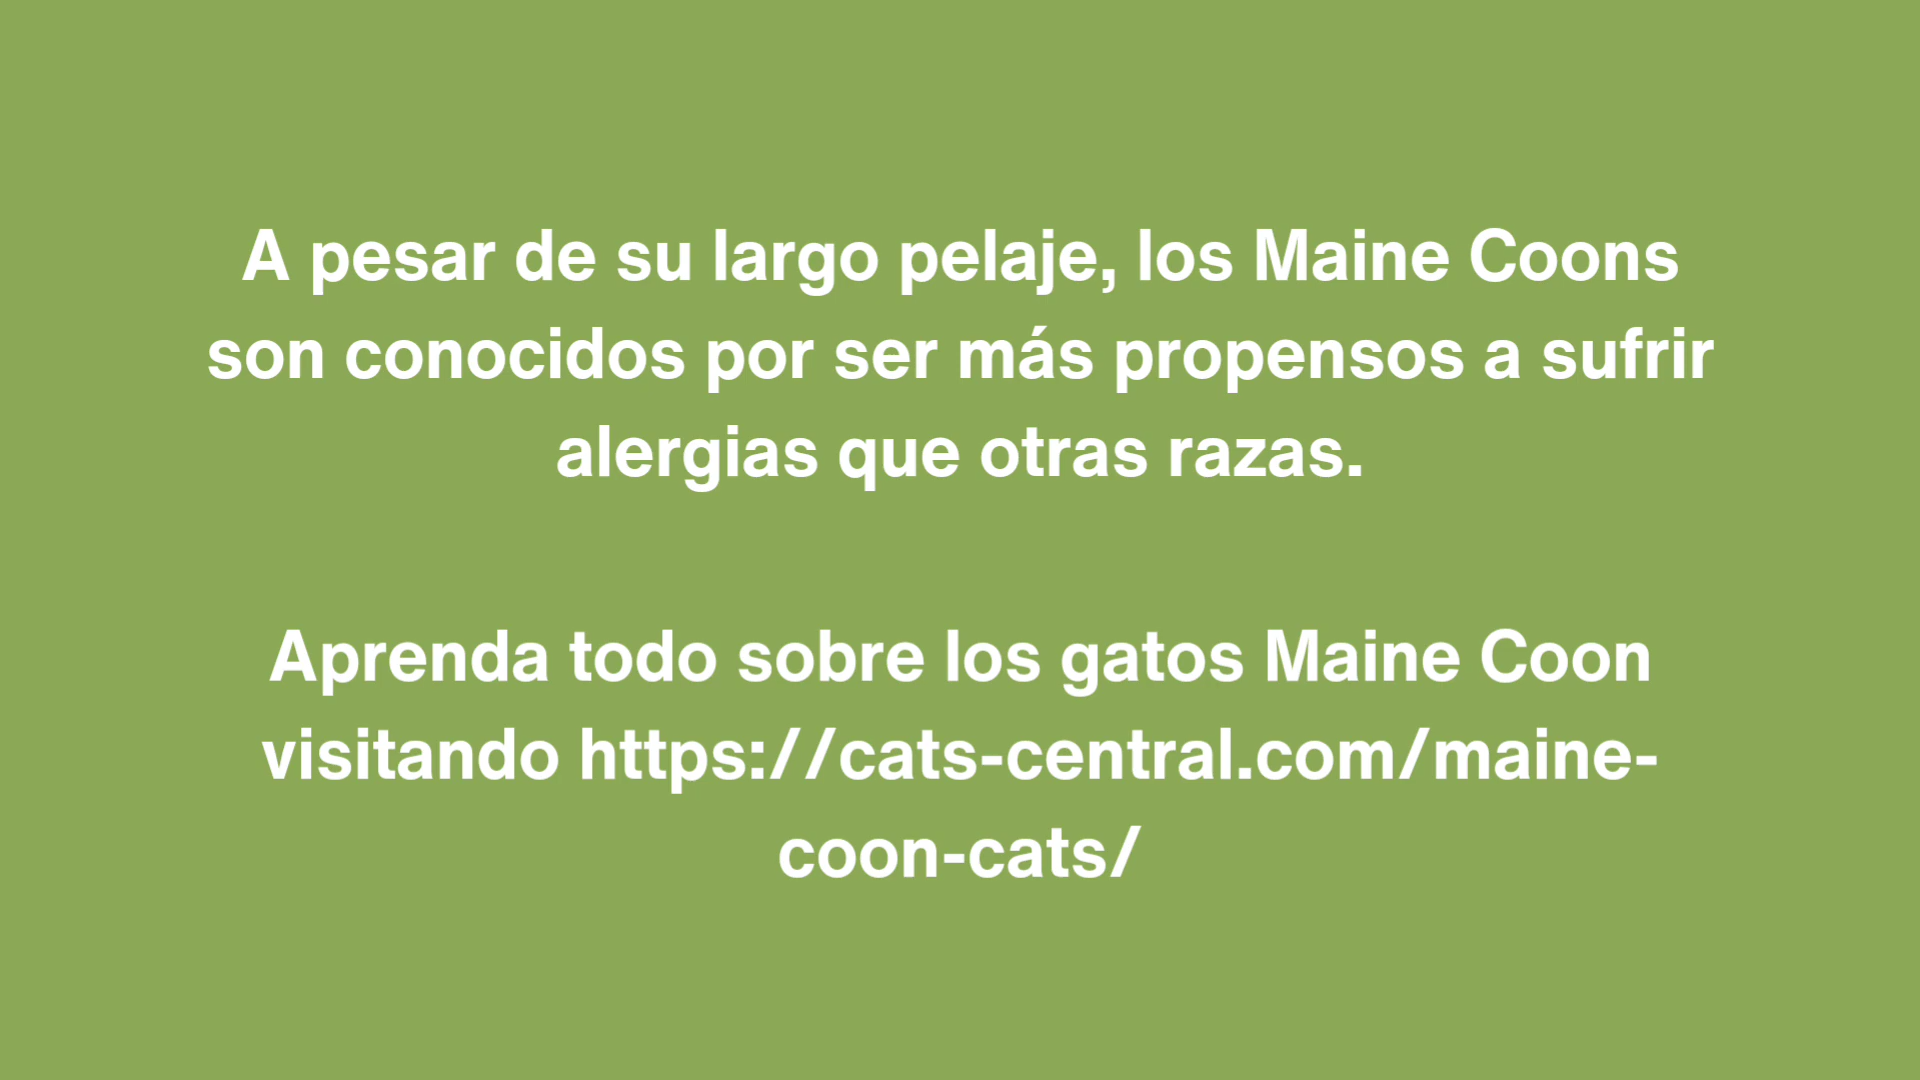 A pesar de su largo pelaje, los Maine Coons
son conocidos por ser más propensos a sufrir
alergias que otras razas.
Aprenda todo sobre los gatos Maine Coon
visitando https://cats-central.com/maine-
coon-cats/